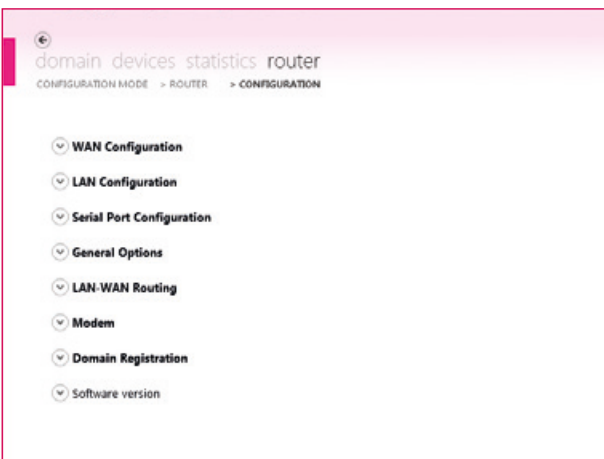 domain devices statistics router
CONFIGURATION MODE > ROUTER > CONFIGURATION
WAN Configuration
LAN Configuration
Serial Port Configuration
General Options
LAN-WAN Routing
Modem
Domain Registration
Software version